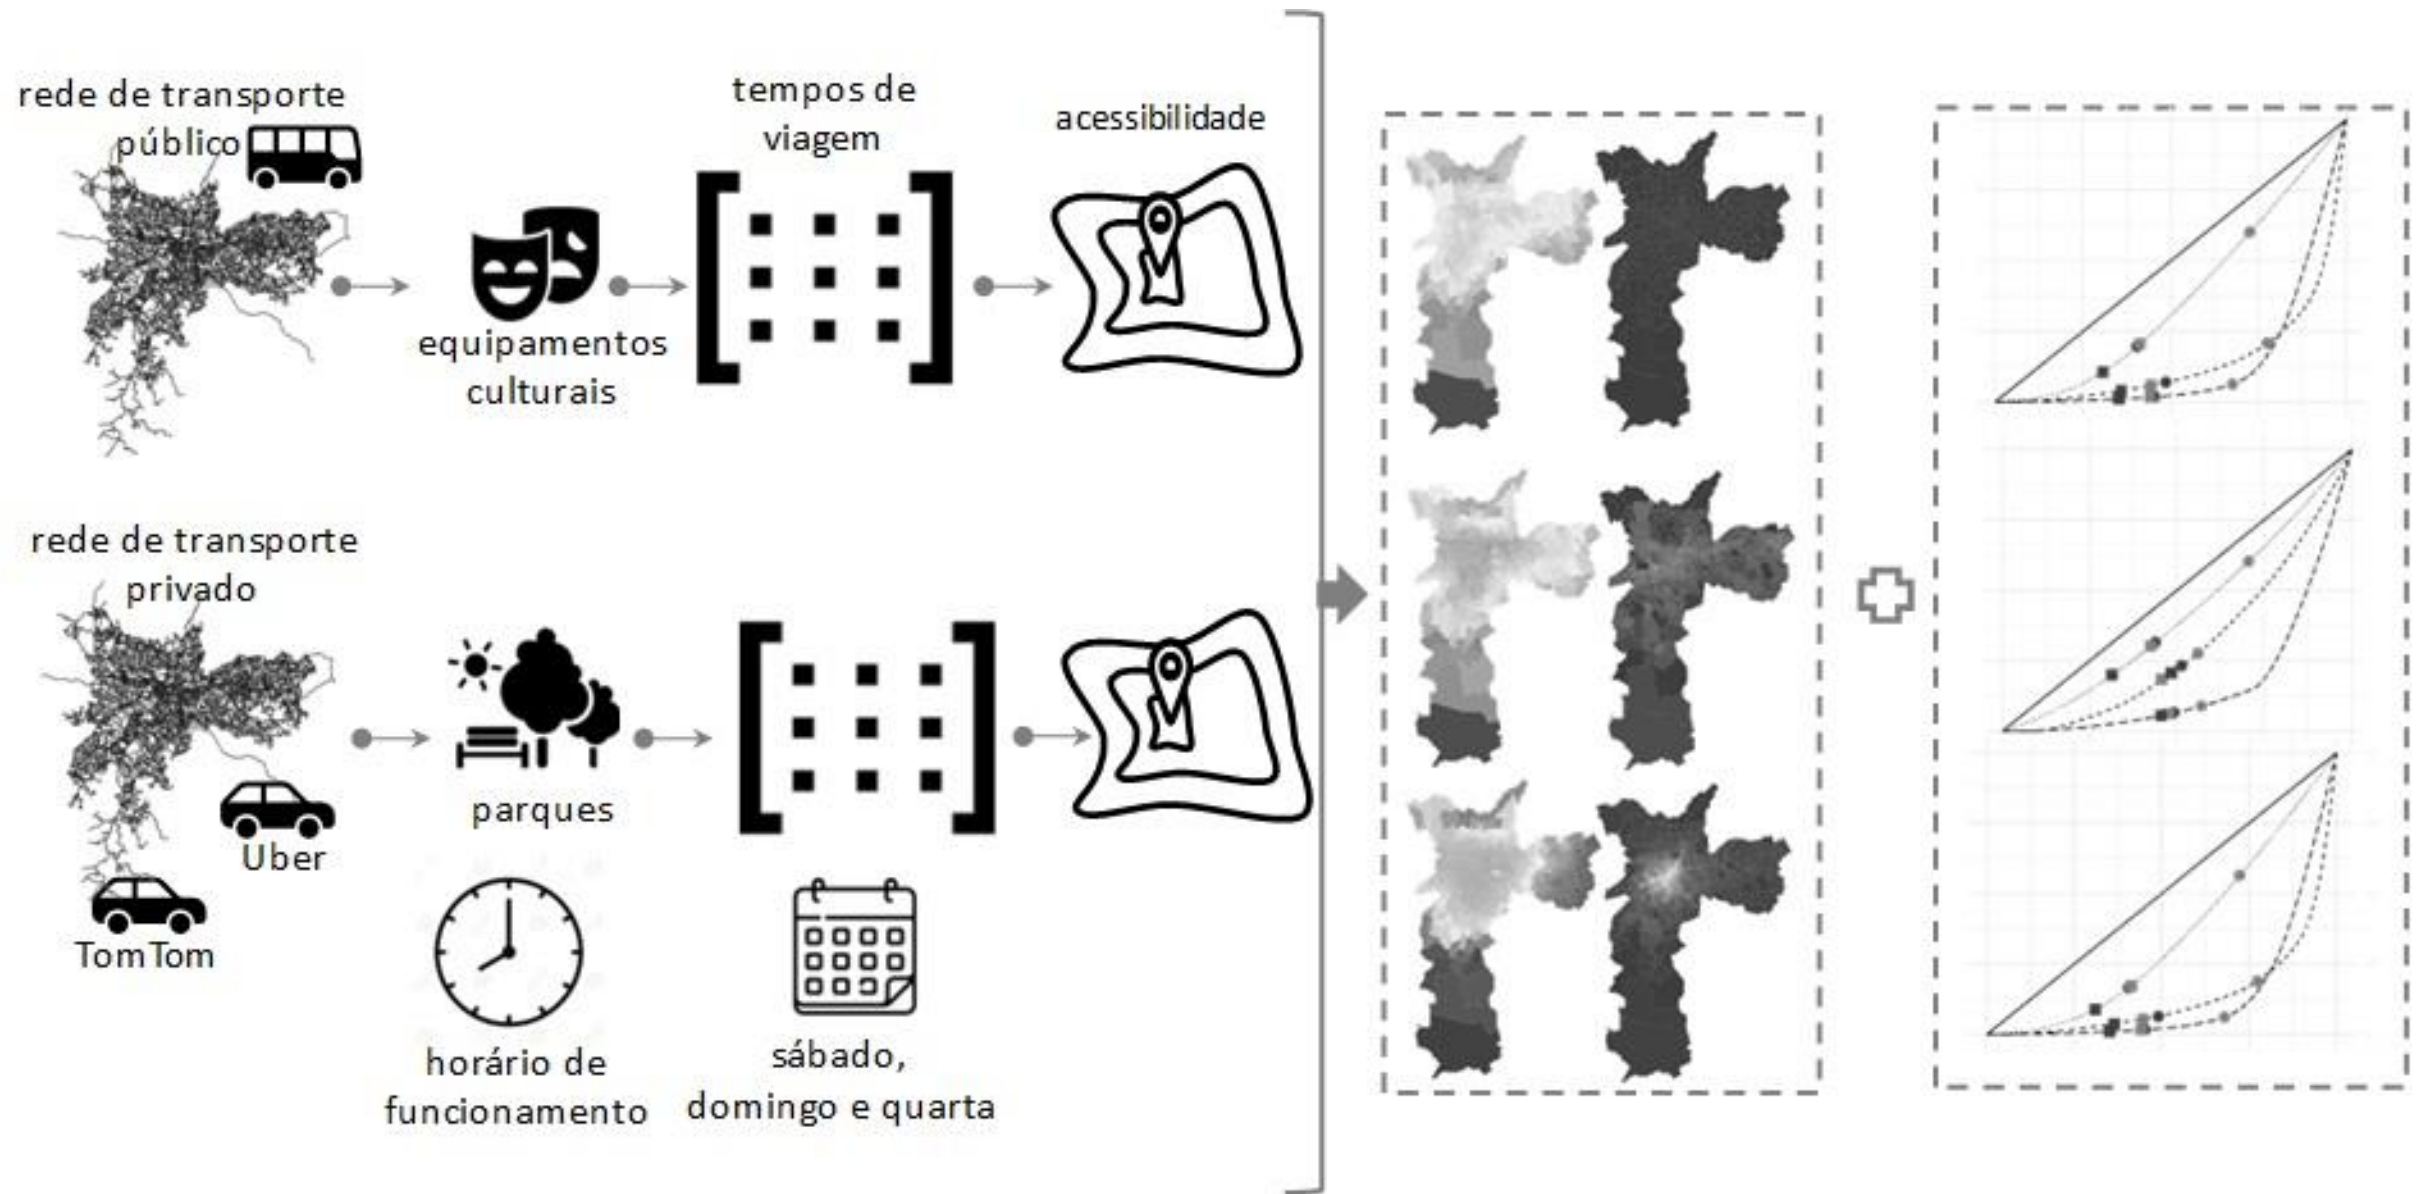 rede de transporte
público
tempos de
viagem
acessibilidade
equipamentos
culturais
rede de transporte
privado
parques
Uber
TomTom
horário de
funcionamento
sábado,
domingo e quarta